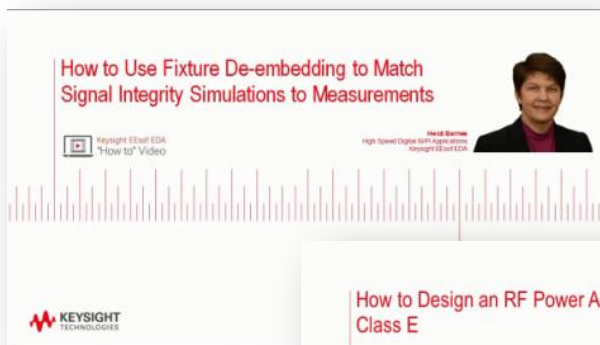 How to Use Fixture De-embedding to Match
Signal Integrity Simulations to Measurements
Keysight EEsof EDA
"How to" Video
Heidi Barnes
High Speed Digital SI/PI Applications
Keysight EEsof EDA
KEYSIGHT
TECHNOLOGIES
How to Design an RF Power A
Class E